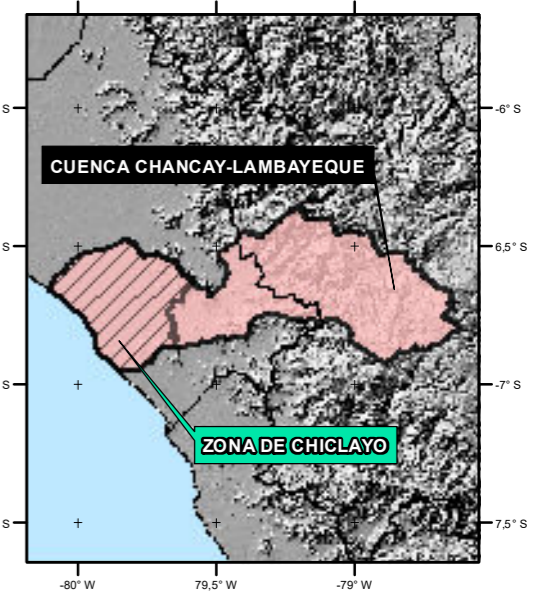 S -6° S
CUENCA CHANCAY-LAMBAYEQUE
S 6,5° S
S -7° S
ZONA DE CHICLAYO
S 7,5° S
-80° W 79,5° W -79° W